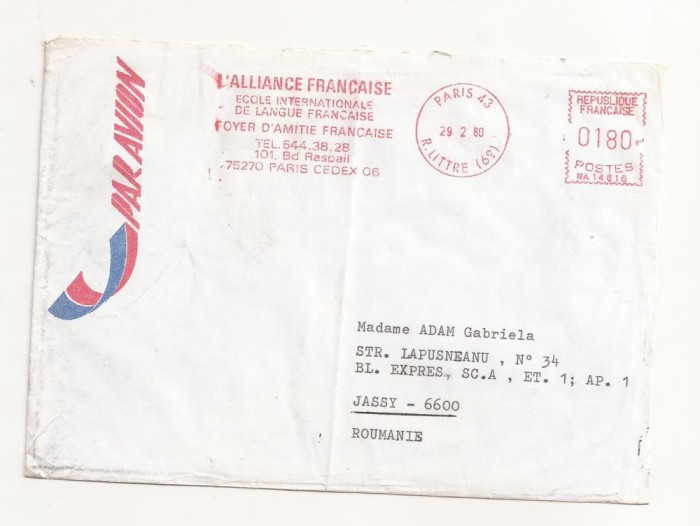 PAR AVION
L'ALLIANCE FRANCAISE
ECOLE INTERNATIONALE
DE LANGUE FRANCAISE
FOYER D'AMITIE FRANCAISE
TEL. 544.38.28
101, Bd Raspail
75270 PARIS CEDEX 06
PARIS 43
29 2 80
R. LITTRE (6e)
REPUBLIQUE
FRANCAISE
0180
POSTES
NA 14616
Madame ADAM Gabriela
STR. LAPUSNEANU , N° 34
BL. EXPRES, SC.A , ET. 1; AP. 1
JASSY - 6600
ROUMANIE